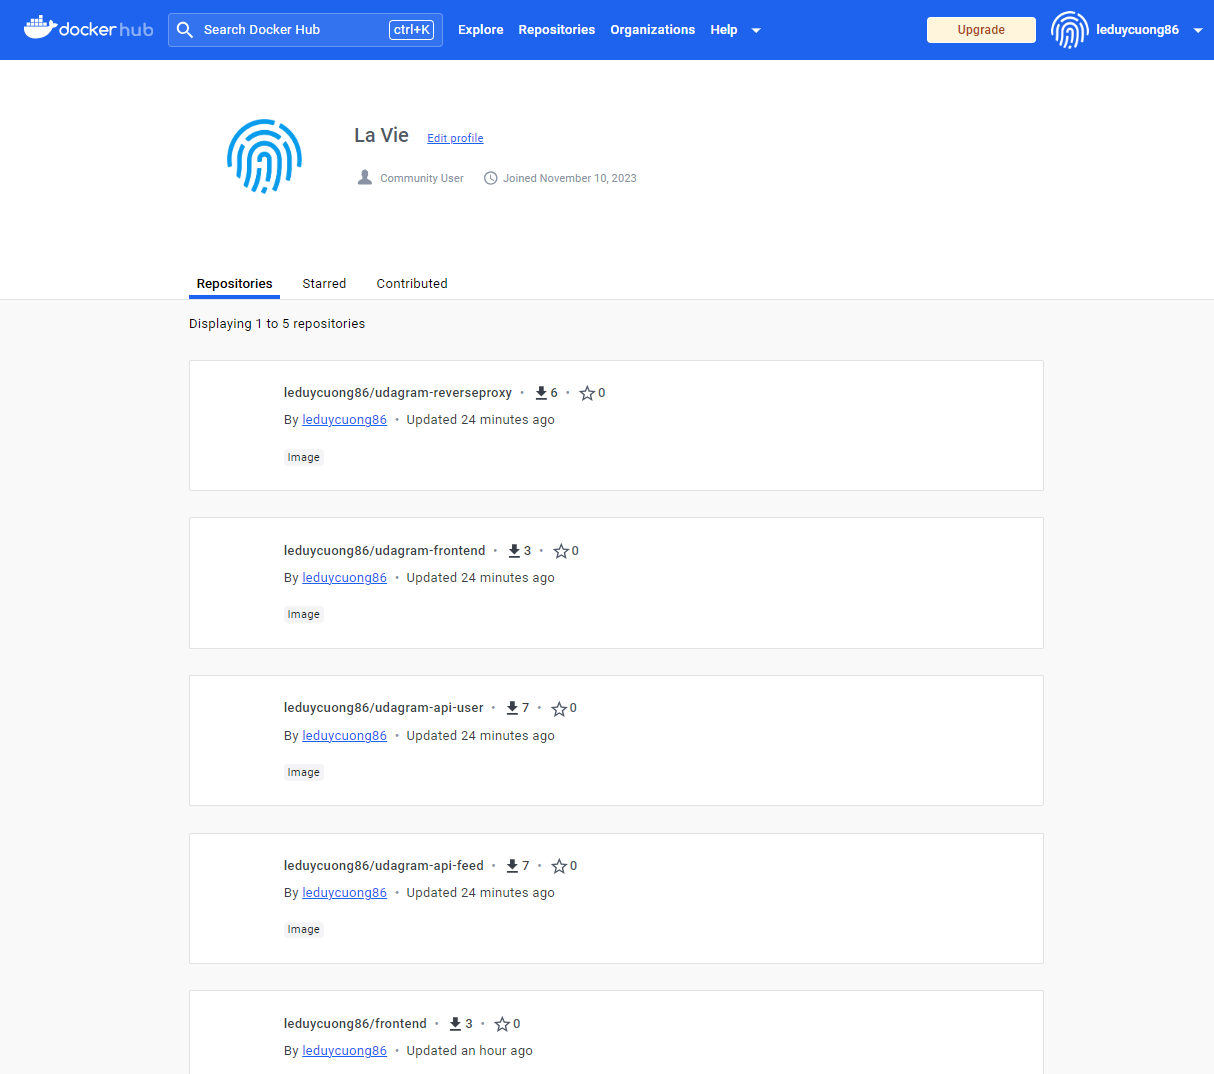 docker hub Search Docker Hub ctrl+K Explore Repositories Organizations Help Upgrade leduycuong86
La Vie Edit profile
Community User Joined November 10, 2023
Repositories Starred Contributed
Displaying 1 to 5 repositories
leduycuong86/udagram-reverseproxy • 6 • 0
By leduycuong86 • Updated 24 minutes ago
Image
leduycuong86/udagram-frontend • 3 • 0
By leduycuong86 • Updated 24 minutes ago
Image
leduycuong86/udagram-api-user • 7 • 0
By leduycuong86 • Updated 24 minutes ago
Image
leduycuong86/udagram-api-feed • 7 • 0
By leduycuong86 • Updated 24 minutes ago
Image
leduycuong86/frontend • 3 • 0
By leduycuong86 • Updated an hour ago